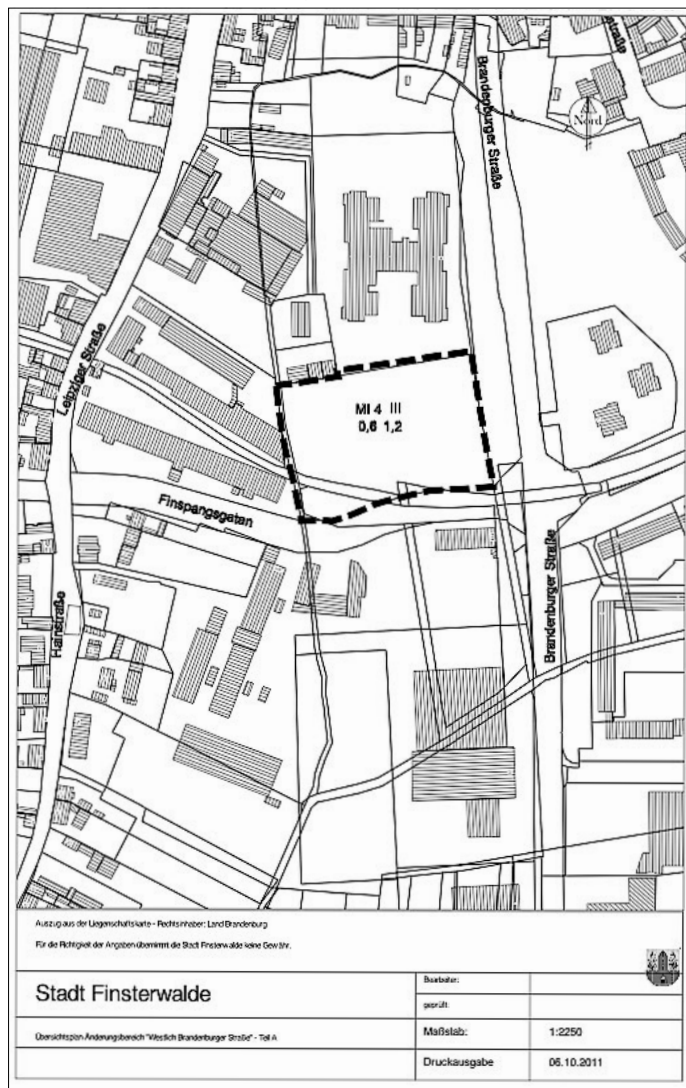 straße
Brandenburger Straße
Nord
Leipziger Straße
MI 4 III
0,6 1,2
Finspangsgatan
Brandenburger Straße
Hainstraße
Auszug aus der Liegenschaftskarte - Rechtsinhaber: Land Brandenburg
Für die Richtigkeit der Angaben übernimmt die Stadt Finsterwalde keine Gewähr.
Stadt Finsterwalde
Übersichtsplan-Änderungsbereich "Westlich Brandenburger Straße" - Teil A
Bearbeiter:
geprüft:
Maßstab: 1:2250
Druckausgabe 06.10.2011